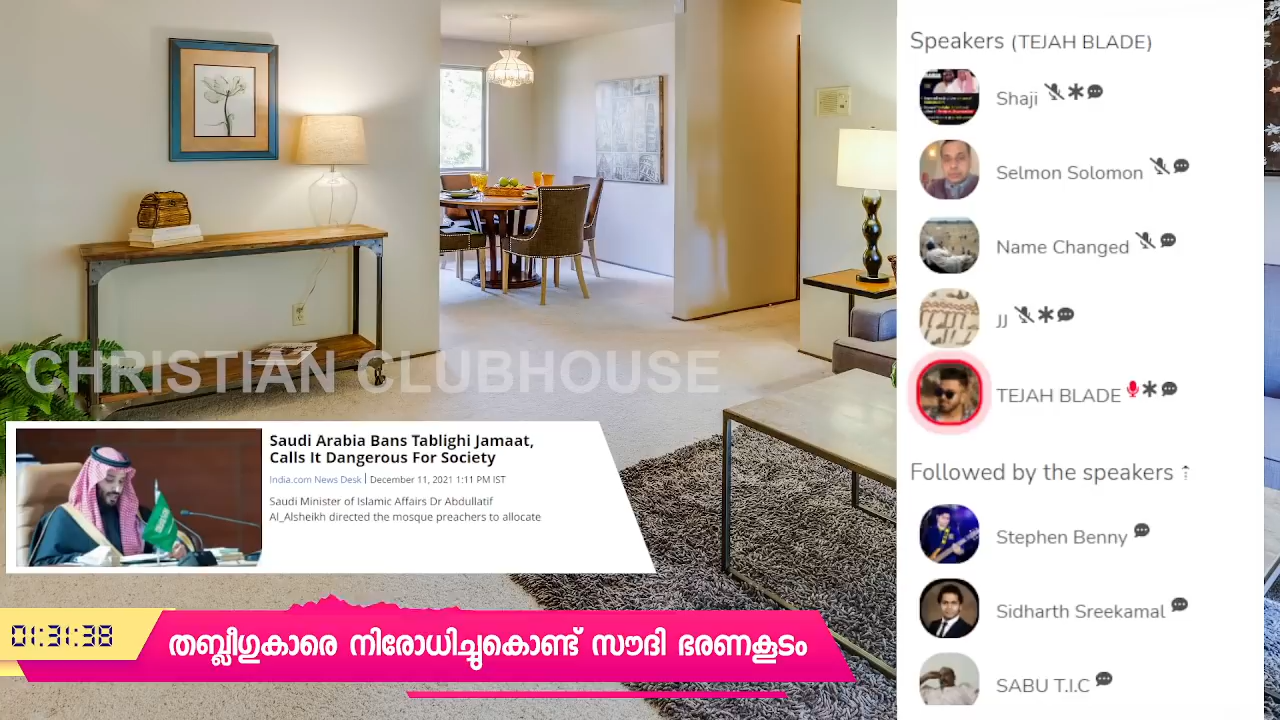 Speakers (TEJAH BLADE)
Shaji
Selmon Solomon
Name Changed
JJ
TEJAH BLADE
Followed by the speakers
Stephen Benny
Sidharth Sreekamal
SABU T.I.C
CHRISTIAN CLUBHOUSE
Saudi Arabia Bans Tablighi Jamaat,
Calls It Dangerous For Society
India.com News Desk | December 11, 2021 1:11 PM IST
Saudi Minister of Islamic Affairs Dr Abdullatif
Al_Alsheikh directed the mosque preachers to allocate
01:31:38
തബ്ലീഗുകാരെ നിരോധിച്ചുകൊണ്ട് സൗദി ഭരണകൂടം